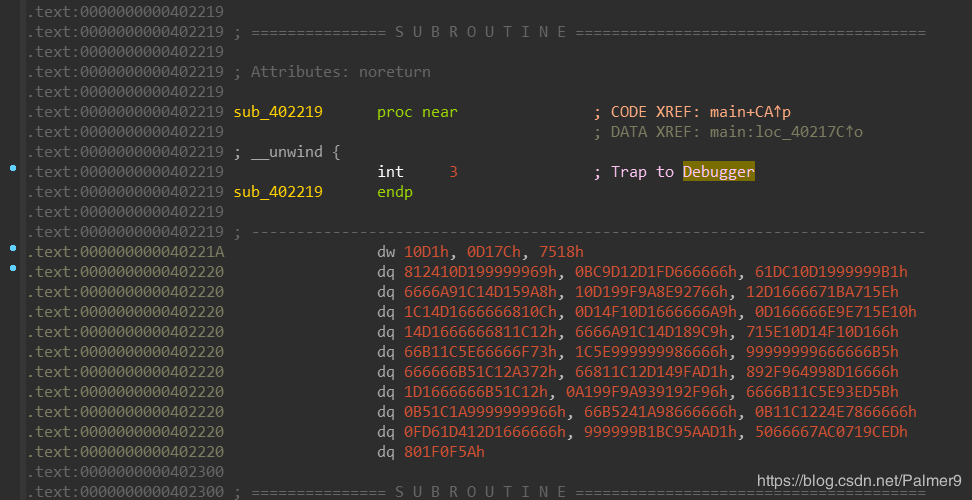 .text:0000000000402219
.text:0000000000402219 ; =============== S U B R O U T I N E =======================================
.text:0000000000402219
.text:0000000000402219 ; Attributes: noreturn
.text:0000000000402219
.text:0000000000402219 sub_402219 proc near ; CODE XREF: main+CA↑p
.text:0000000000402219 ; DATA XREF: main:loc_40217C↑o
.text:0000000000402219 ; __unwind {
.text:0000000000402219 int 3 ; Trap to Debugger
.text:0000000000402219 sub_402219 endp
.text:0000000000402219
.text:0000000000402219 ; ---------------------------------------------------------------------------
.text:000000000040221A dw 10D1h, 0D17Ch, 7518h
.text:0000000000402220 dq 812410D199999969h, 0BC9D12D1FD666666h, 61DC10D1999999B1h
.text:0000000000402220 dq 6666A91C14D159A8h, 10D199F9A8E92766h, 12D1666671BA715Eh
.text:0000000000402220 dq 1C14D1666666810Ch, 0D14F10D1666666A9h, 0D166666E9E715E10h
.text:0000000000402220 dq 14D1666666811C12h, 6666A91C14D189C9h, 715E10D14F10D166h
.text:0000000000402220 dq 66B11C5E66666F73h, 1C5E999999986666h, 99999999666666B5h
.text:0000000000402220 dq 666666B51C12A372h, 66811C12D149FAD1h, 892F964998D16666h
.text:0000000000402220 dq 1D1666666B51C12h, 0A199F9A939192F96h, 6666B11C5E93ED5Bh
.text:0000000000402220 dq 0B51C1A9999999966h, 66B5241A98666666h, 0B11C1224E7866666h
.text:0000000000402220 dq 0FD61D412D1666666h, 999999B1BC95AAD1h, 5066667AC0719CEDh
.text:0000000000402220 dq 801F0F5Ah
.text:0000000000402300
.text:0000000000402300 ; =============== S U B R O U T I N E =======================================
https://blog.csdn.net/Palmer9